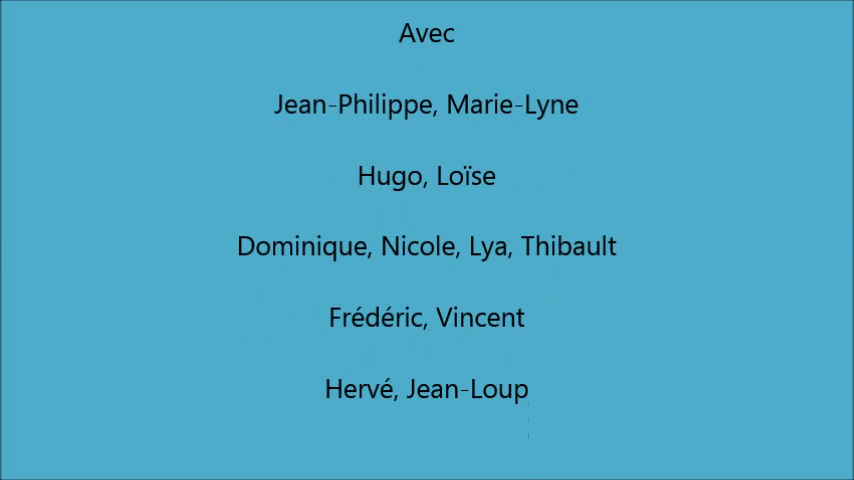 Avec
Jean-Philippe, Marie-Lyne
Hugo, Loïse
Dominique, Nicole, Lya, Thibault
Frédéric, Vincent
Hervé, Jean-Loup